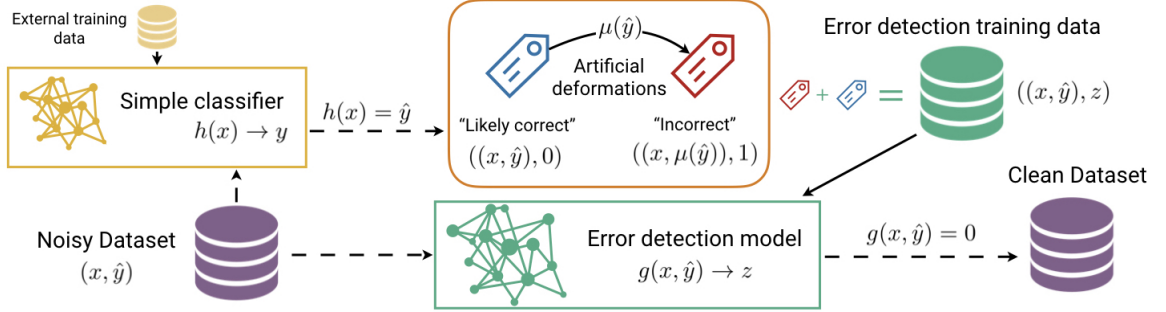 External training
data
Simple classifier
h(x) → y
h(x) = ŷ
μ(ŷ)
Artificial
deformations
“Likely correct”
((x, ŷ), 0)
“Incorrect”
((x, μ(ŷ)), 1)
Error detection training data
+ =
((x, ŷ), z)
Noisy Dataset
(x, ŷ)
Error detection model
g(x, ŷ) → z
g(x, ŷ) = 0
Clean Dataset